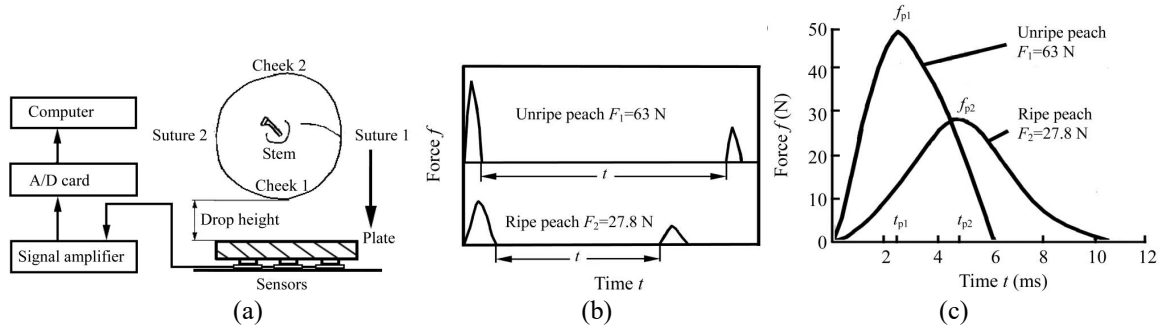 Cheek 2
Computer
Suture 2
Suture 1
Stem
A/D card
Cheek 1
Drop height
Plate
Signal amplifier
Sensors
(a)
Force f
Unripe peach F₁=63 N
t
Ripe peach F₂=27.8 N
t
Time t
(b)
Force f (N)
50
40
30
20
10
0
fp1
Unripe peach
F₁=63 N
fp2
Ripe peach
F₂=27.8 N
tp1
tp2
0 2 4 6 8 10 12
Time t (ms)
(c)